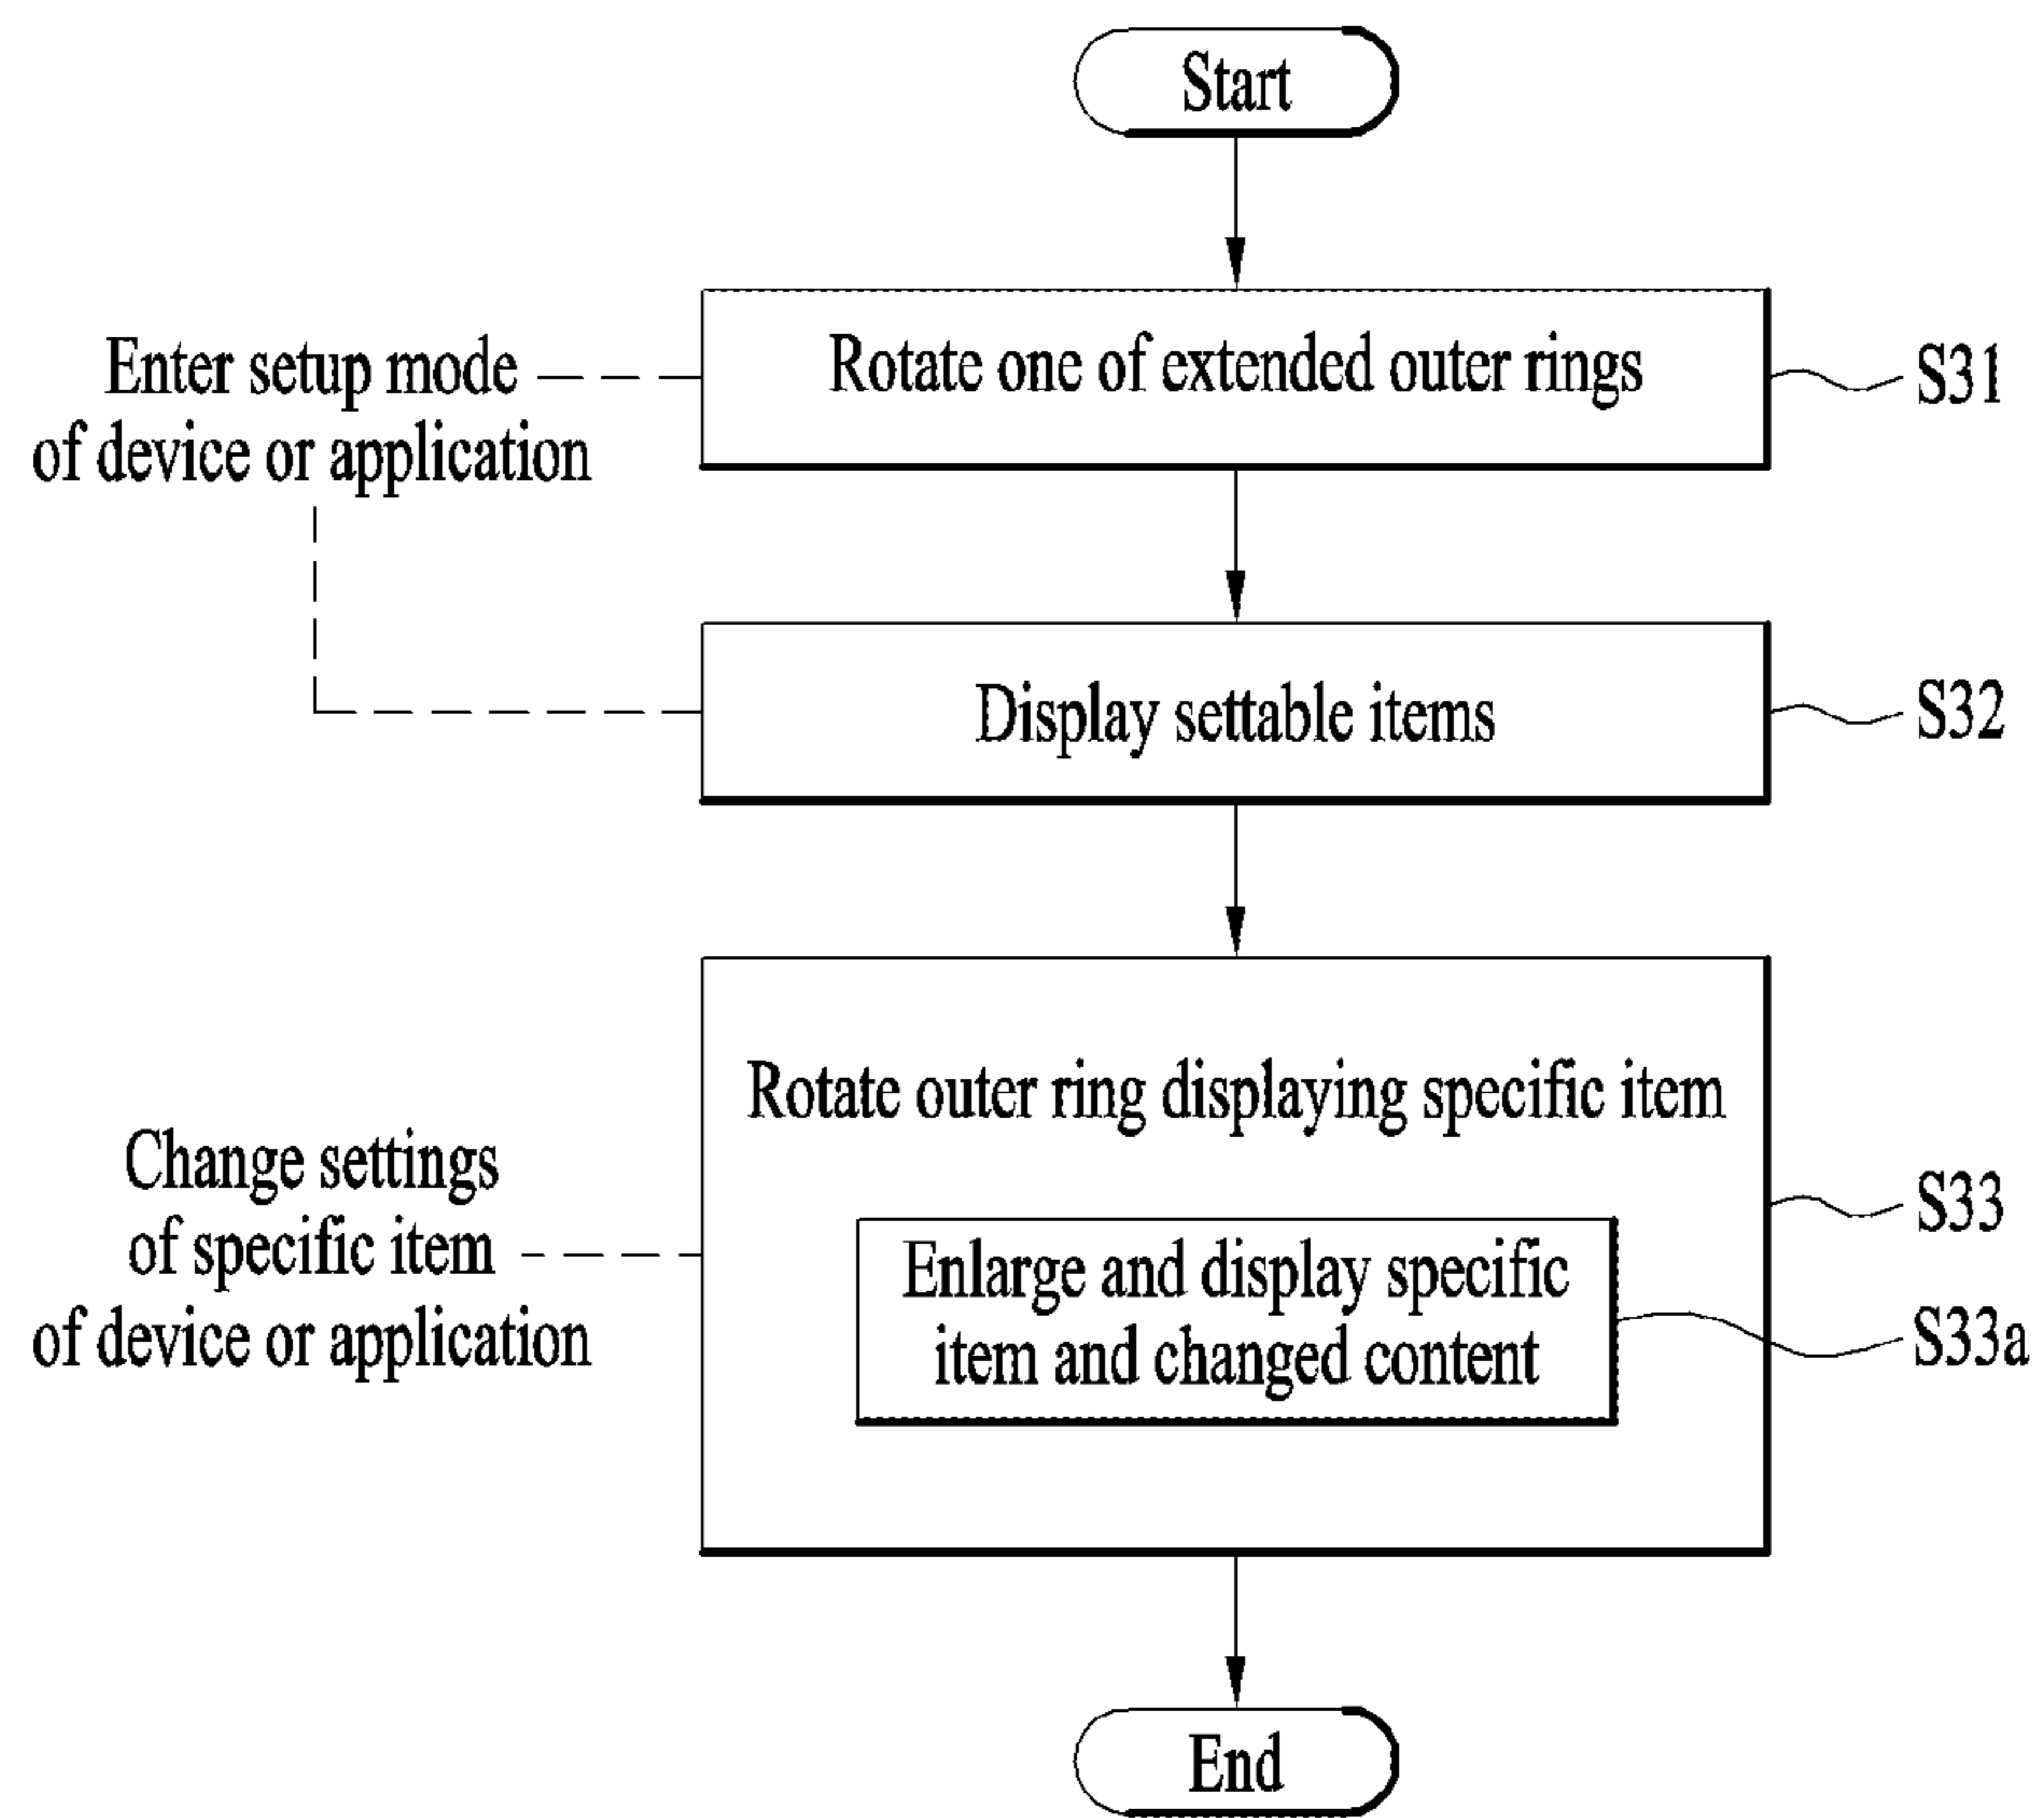 Start
Enter setup mode
of device or application
Rotate one of extended outer rings
S31
Display settable items
S32
Change settings
of specific item
of device or application
Rotate outer ring displaying specific item
S33
Enlarge and display specific
item and changed content
S33a
End